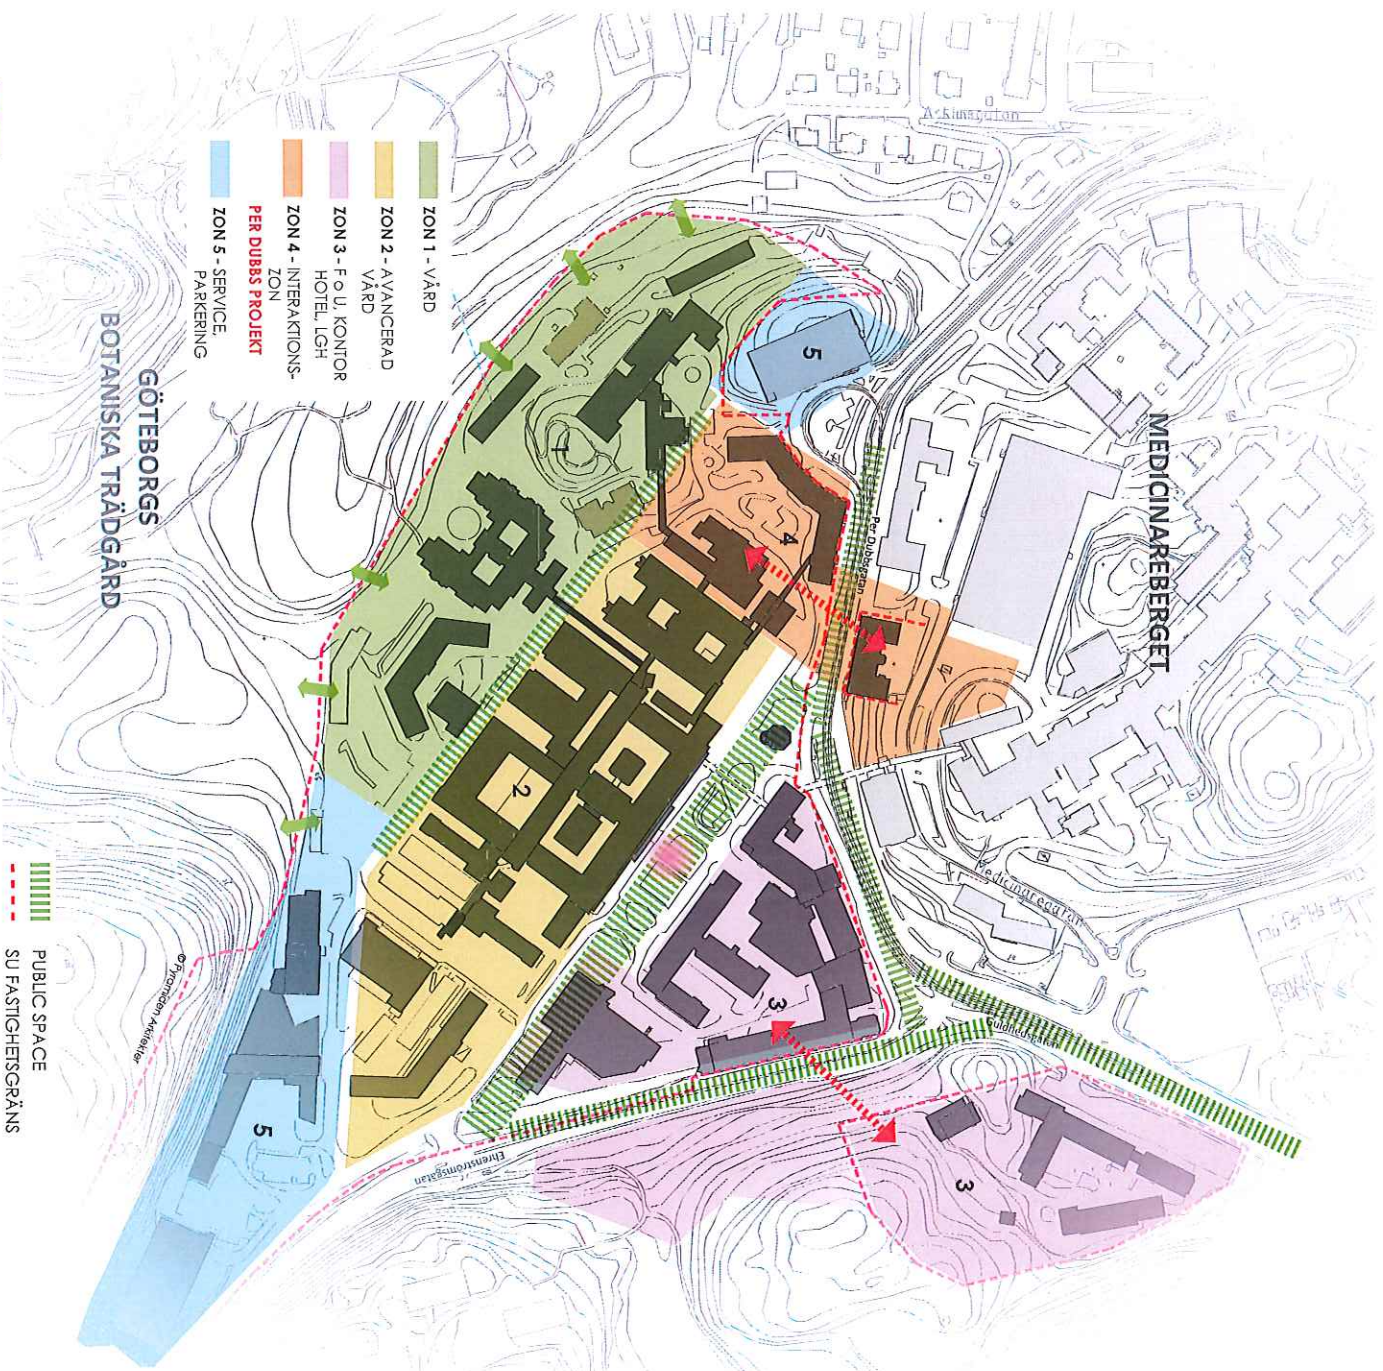 ZON 1 - VÅRD
ZON 2 - AVANCERAD
VÅRD
ZON 3 - F o U, KONTOR
HOTEL, LGH
ZON 4 - INTERAKTIONS-
ZON
PER DUBBS PROJEKT
ZON 5 - SERVICE,
PARKERING
GÖTEBORGS
BOTANISKA TRÄDGÅRD
MEDICINAREBERGET
Per Dubbsgatan
Medicinaregatan
Guldhedsgatan
Ehrenströmsgatan
1
2
3
3
4
5
5
© Pyramiden Arkitekter
PUBLIC SPACE
SU FASTIGHETSGRÄNS